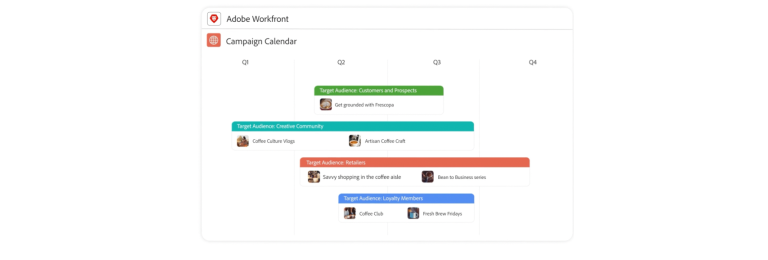 Adobe Workfront
Campaign Calendar
Q1 Q2 Q3 Q4
Target Audience: Customers and Prospects
Get grounded with Frescopa
Target Audience: Creative Community
Coffee Culture Vlogs Artisan Coffee Craft
Target Audience: Retailers
Savvy shopping in the coffee aisle Bean to Business series
Target Audience: Loyalty Members
Coffee Club Fresh Brew Fridays